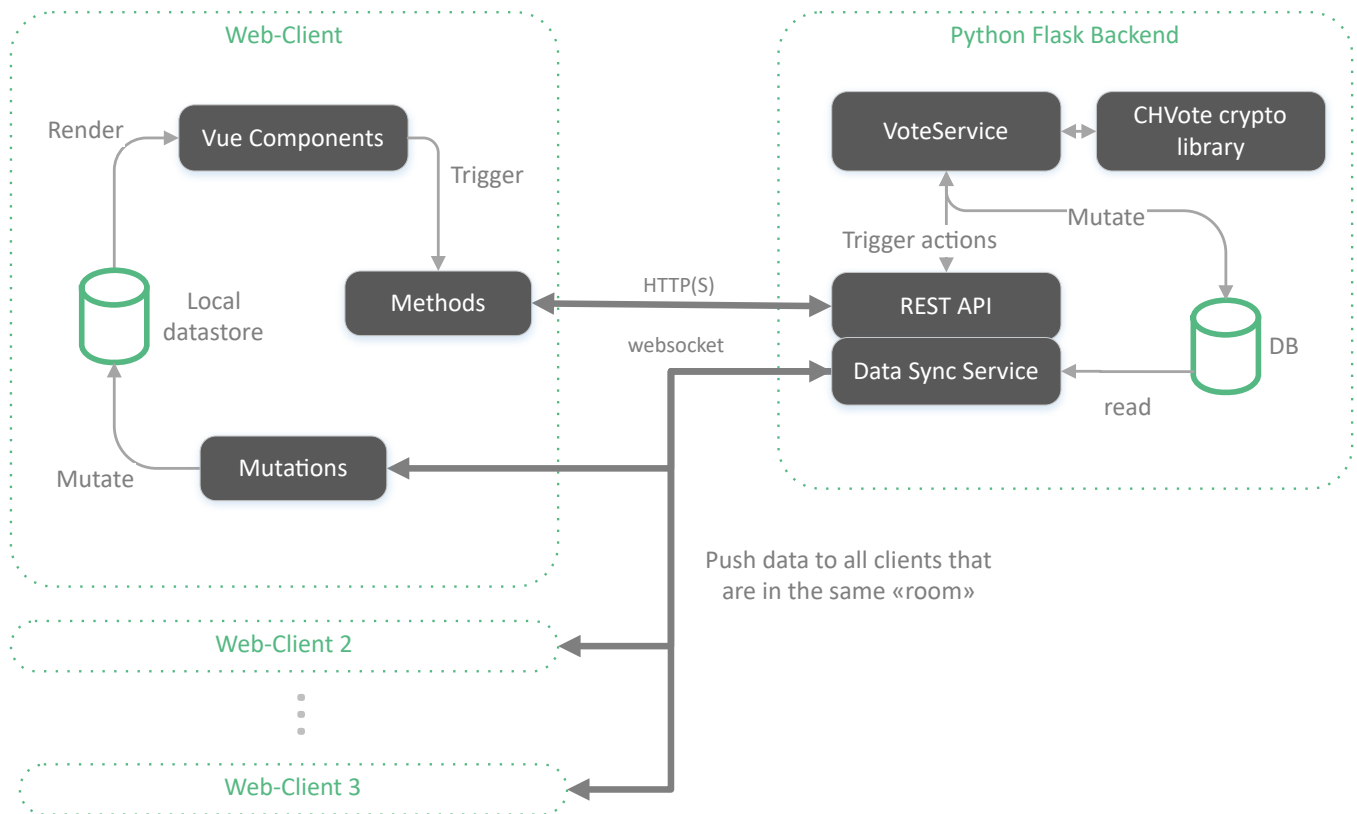 Web-Client
Render
Vue Components
Trigger
Local
datastore
Methods
Mutate
Mutations
HTTP(S)
websocket
Python Flask Backend
VoteService
CHVote crypto
library
Mutate
Trigger actions
REST API
Data Sync Service
DB
read
Push data to all clients that
are in the same «room»
Web-Client 2
Web-Client 3